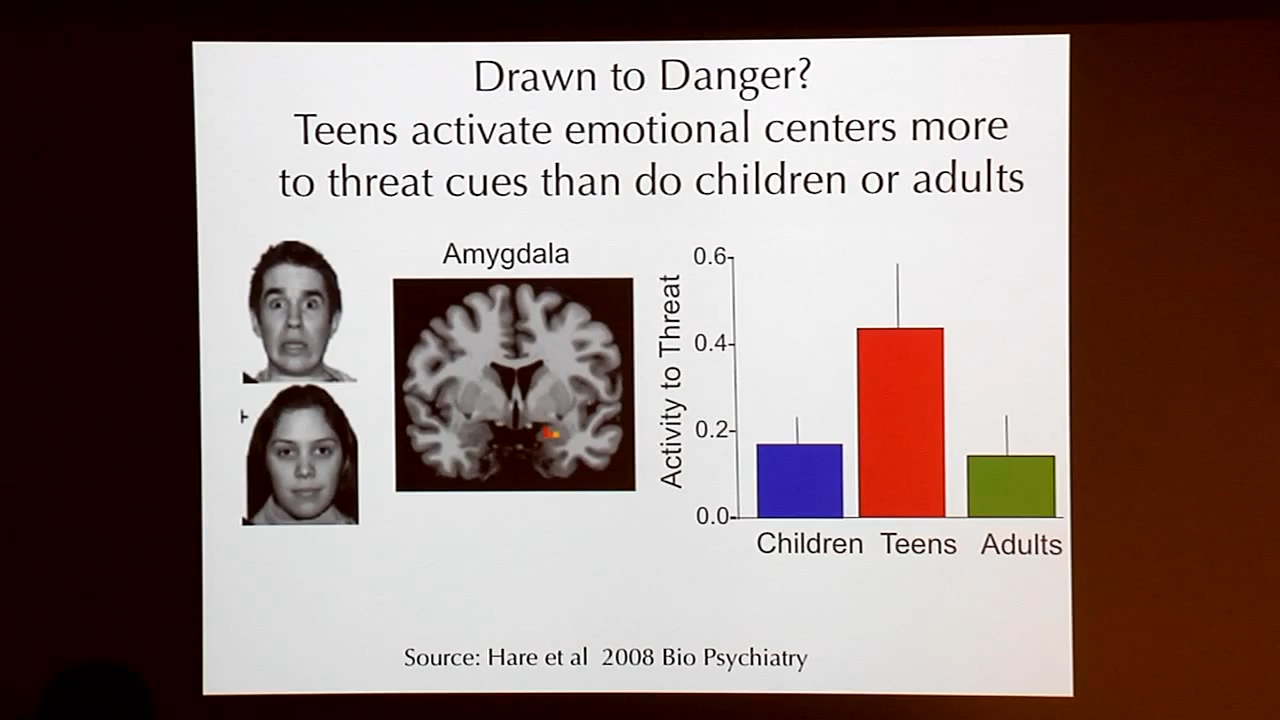 Drawn to Danger?
Teens activate emotional centers more
to threat cues than do children or adults
Amygdala
Activity to Threat
0.6
0.4
0.2
0.0
Children Teens Adults
Source: Hare et al 2008 Bio Psychiatry